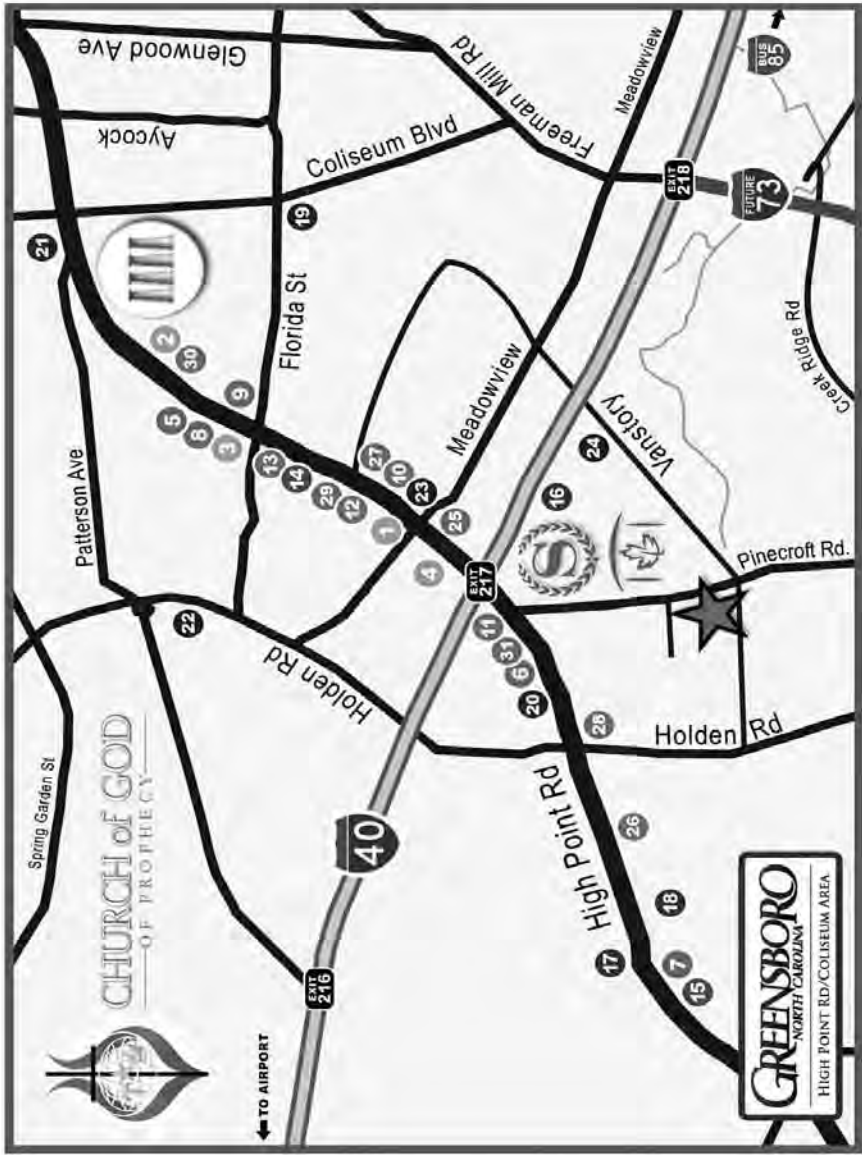 CHURCH of GOD
OF PROPHECY
Spring Garden St
Patterson Ave
Aycock
Glenwood Ave
Coliseum Blvd
Florida St
Freeman Mill Rd
Meadowview
Holden Rd
Meadowview
Vanstory
Pinecroft Rd.
Creek Ridge Rd
High Point Rd
Holden Rd
← TO AIRPORT
EXIT
216
40
EXIT
217
EXIT
218
FUTURE
73
BUS
85
S
21
2
30
5
8
3
9
19
13
14
29
12
1
27
10
23
25
4
22
16
24
11
31
6
20
28
26
17
18
7
15
GREENSBORO
NORTH CAROLINA
HIGH POINT RD/COLISEUM AREA